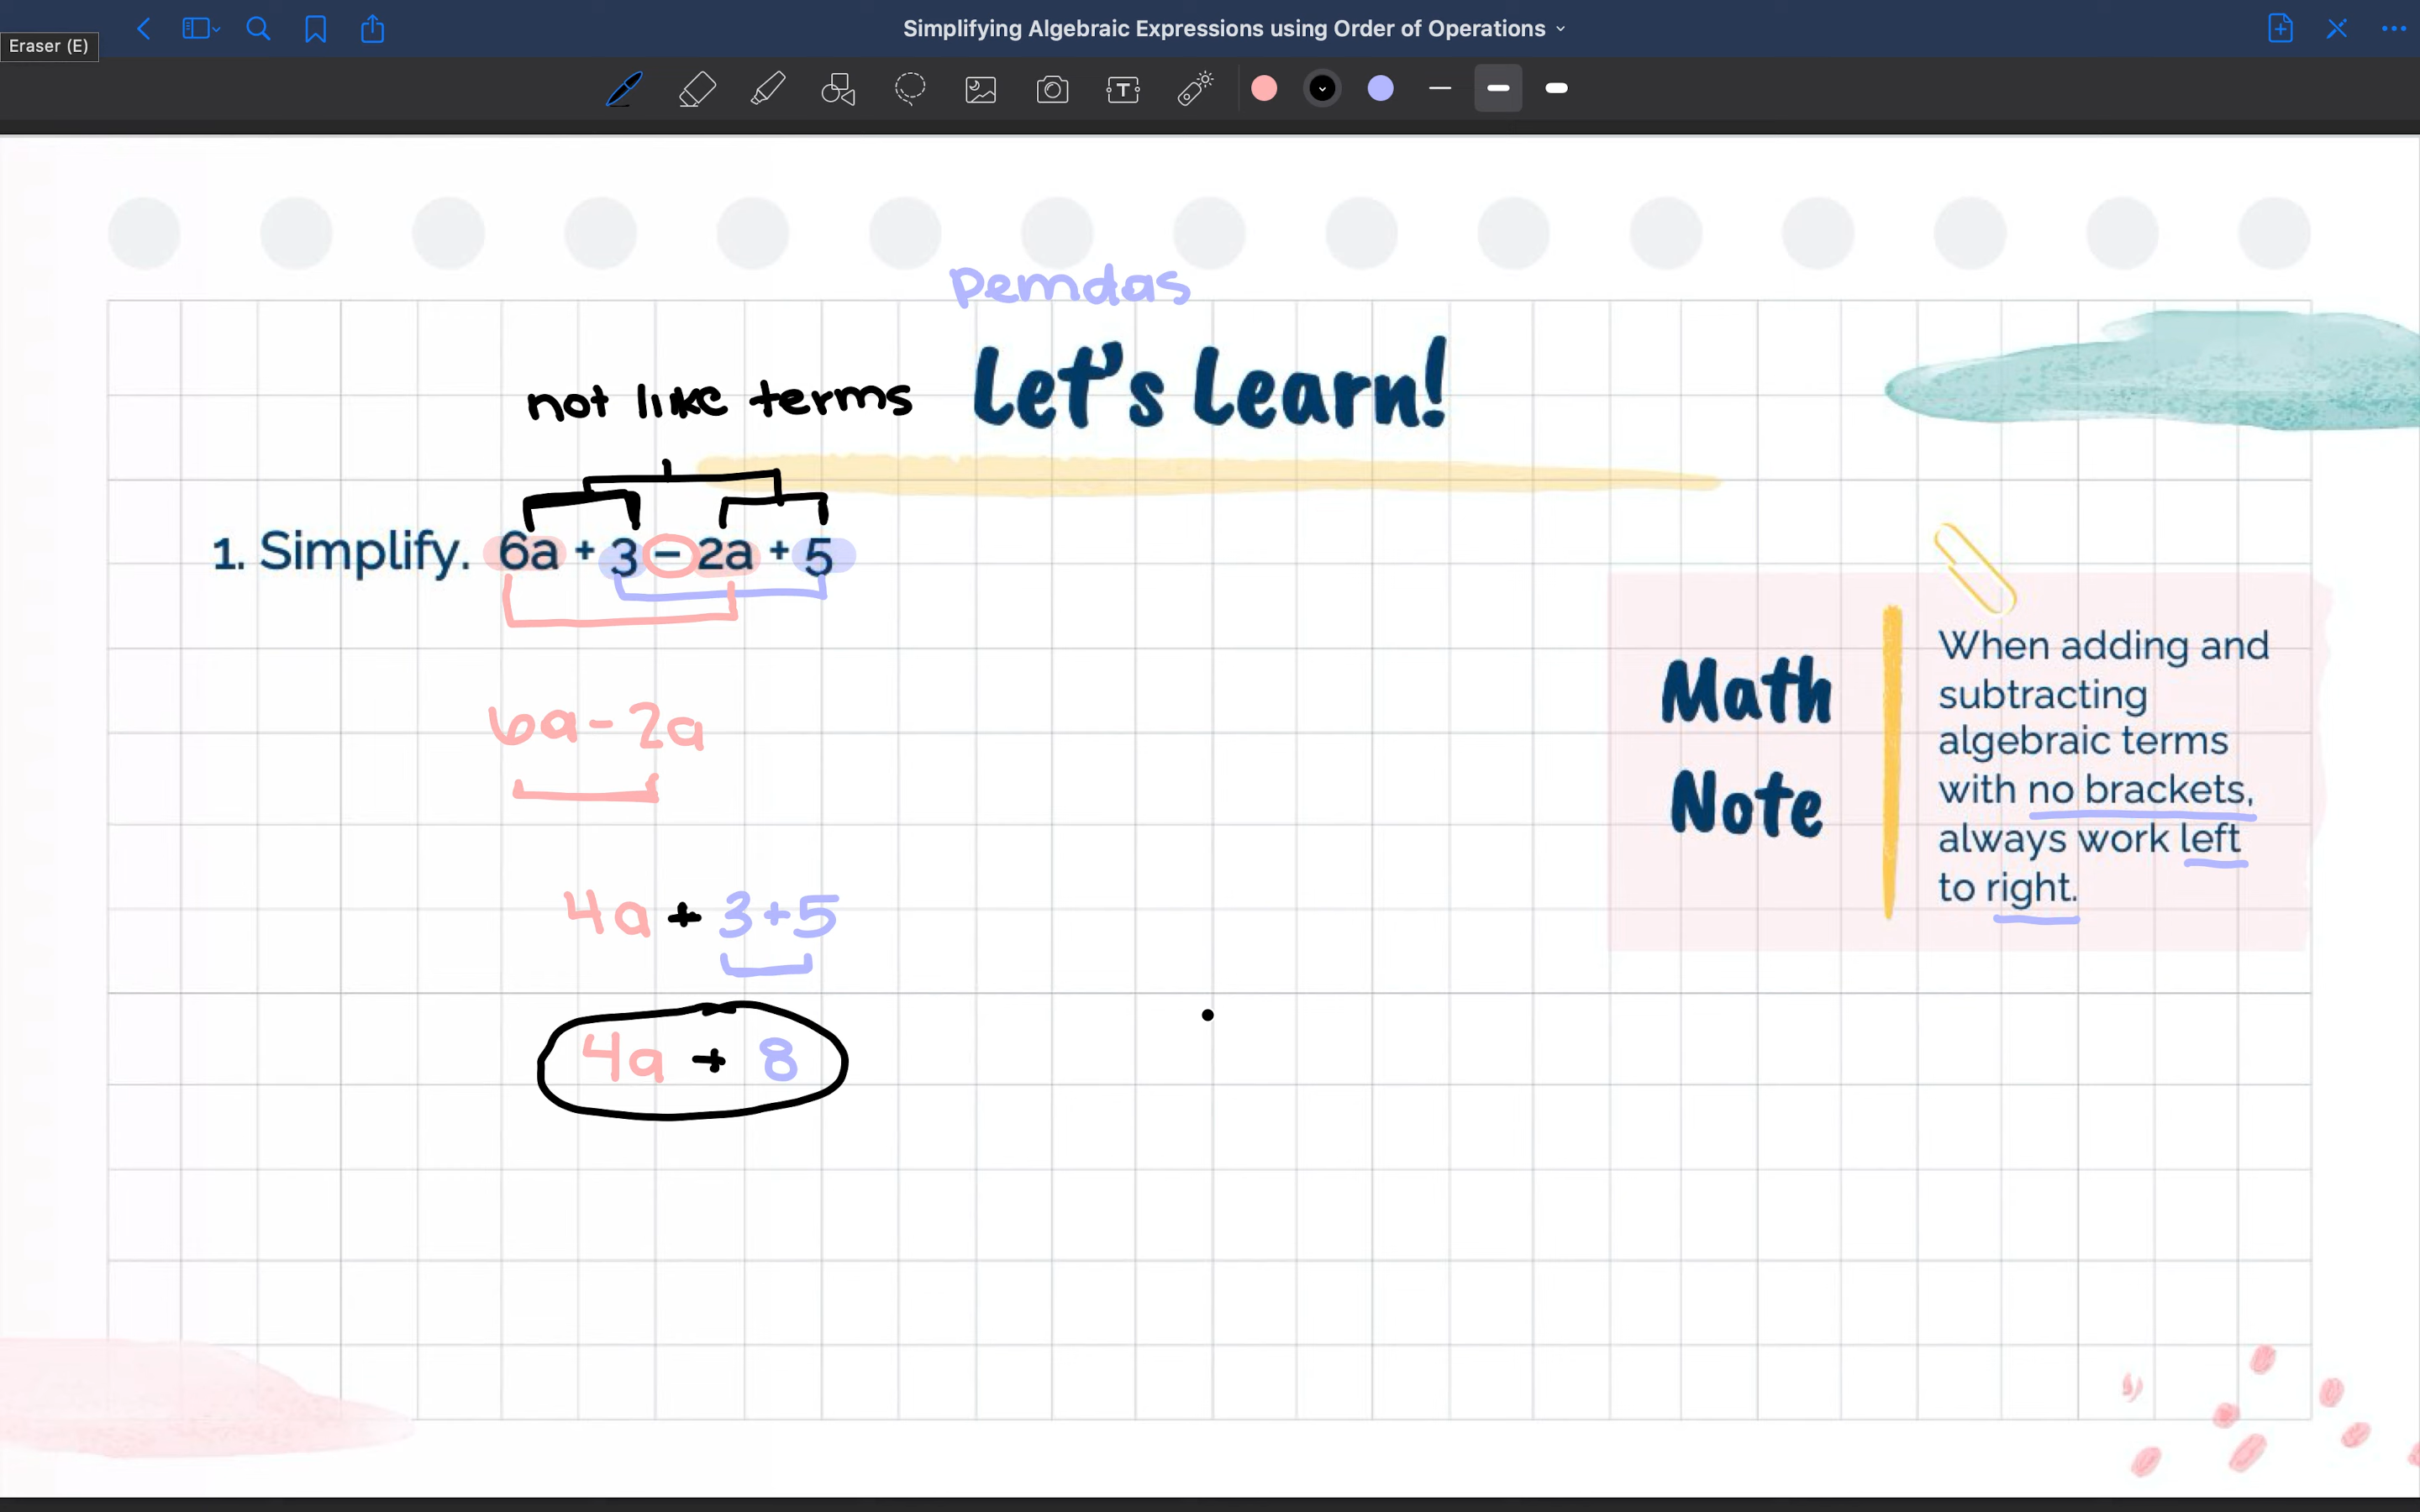 Simplifying Algebraic Expressions using Order of Operations
Eraser (E)
T
pemdas
Let's Learn!
not like terms
1. Simplify. 6a + 3 − 2a + 5
6a − 2a
4a + 3+5
4a + 8
Math
Note
When adding and
subtracting
algebraic terms
with no brackets,
always work left
to right.